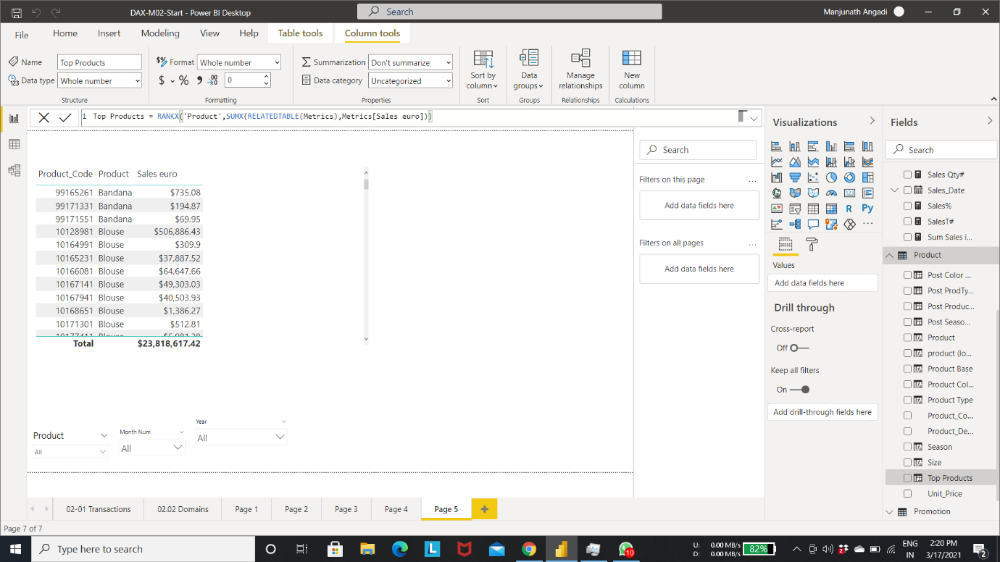 DAX-M02-Start - Power BI Desktop
Search
Manjunath Angadi
File Home Insert Modeling View Help Table tools Column tools
Name Top Products
Data type Whole number
Structure
$% Format Whole number
$ % 0
Formatting
Summarization Don't summarize
Data category Uncategorized
Properties
Sort by column
Sort
Data groups
Groups
Manage relationships
Relationships
New column
Calculations
1 Top Products = RANKX('Product',SUMX(RELATEDTABLE(Metrics),Metrics[Sales euro]))
Product_Code Product Sales euro
99165261 Bandana $735.08
99171331 Bandana $194.87
99171551 Bandana $69.95
10128981 Blouse $506,886.43
10164991 Blouse $309.9
10165231 Blouse $37,887.52
10166081 Blouse $64,647.66
10167141 Blouse $49,303.03
10167941 Blouse $40,503.93
10168651 Blouse $1,386.27
10171301 Blouse $512.81
Total $23,818,617.42
Product
All
Month Num
All
Year
All
Search
Filters on this page ...
Add data fields here
Filters on all pages ...
Add data fields here
Visualizations
R Py
...
Values
Add data fields here
Drill through
Cross-report
Off
Keep all filters
On
Add drill-through fields here
Fields
Search
Sales Qty#
Sales_Date
Sales%
SalesT#
Sum Sales i...
Product
Post Color ...
Post ProdTy...
Post Produc...
Post Seaso...
Product
product (lo...
Product Base
Product Col...
Product Type
Product_Co...
Product_De...
Season
Size
Top Products
Unit_Price
Promotion
02-01 Transactions 02.02 Domains Page 1 Page 2 Page 3 Page 4 Page 5 +
Page 7 of 7
Type here to search
L
10
U: 0.00 MB/s
D: 0.00 MB/s
82%
2
ENG
IN
2:20 PM
3/17/2021
2